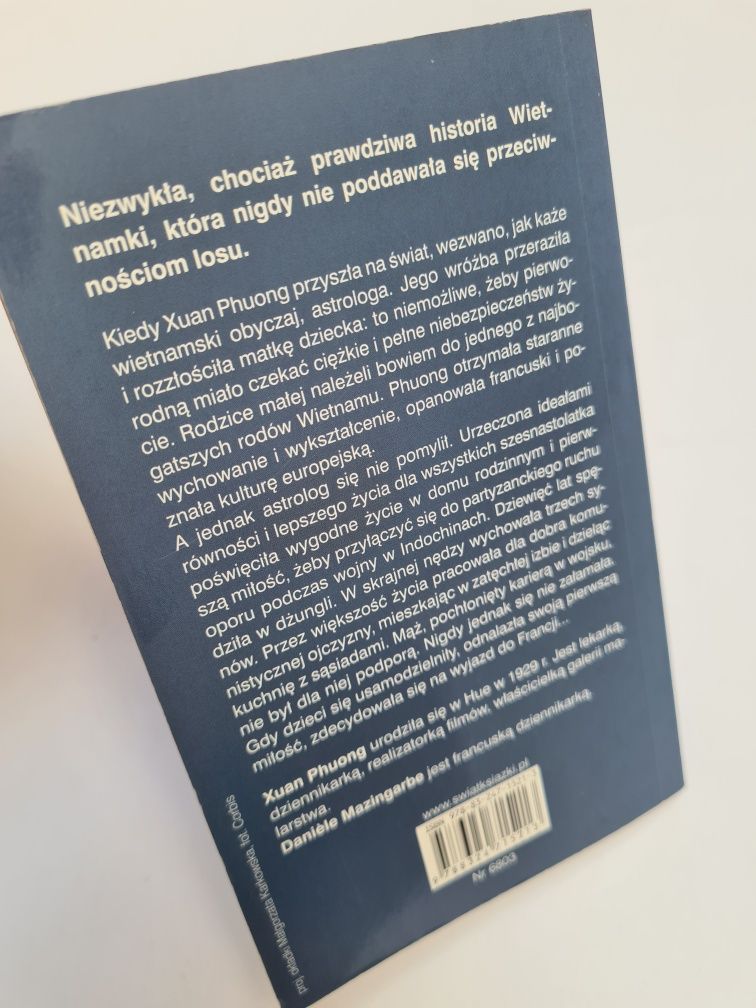 Niezwykła, chociaż prawdziwa historia Wiet-
namki, która nigdy nie poddawała się przeciw-
nościom losu.
Kiedy Xuan Phuong przyszła na świat, wezwano, jak każe
wietnamski obyczaj, astrologa. Jego wróżba przeraziła
i rozzłościła matkę dziecka: to niemożliwe, żeby pierwo-
rodną miało czekać ciężkie i pełne niebezpieczeństw ży-
cie. Rodzice małej należeli bowiem do jednego z najbo-
gatszych rodów Wietnamu. Phuong otrzymała staranne
wychowanie i wykształcenie, opanowała francuski i po-
znała kulturę europejską.
A jednak astrolog się nie pomylił. Urzeczona ideałami
równości i lepszego życia dla wszystkich szesnastolatka
poświęciła wygodne życie w domu rodzinnym i pierw-
szą miłość, żeby przyłączyć się do partyzanckiego ruchu
oporu podczas wojny w Indochinach. Dziewięć lat spę-
dziła w dżungli. W skrajnej nędzy wychowała trzech sy-
nów. Przez większość życia pracowała dla dobra komu-
nistycznej ojczyzny, mieszkając w zatęchłej izbie i dzieląc
kuchnię z sąsiadami. Mąż, pochłonięty karierą w wojsku,
nie był dla niej podporą. Nigdy jednak się nie załamała.
Gdy dzieci się usamodzielniły, odnalazła swoją pierwszą
miłość, zdecydowała się na wyjazd do Francji...
Xuan Phuong urodziła się w Hue w 1929 r. Jest lekarką,
dziennikarką, realizatorką filmów, właścicielką galerii ma-
larstwa.
Danièle Mazingarbe jest francuską dziennikarką.
www.swiatksiazki.pl
Nr 6803
proj. okładki Małgorzata Karkowska, fot. Corbis